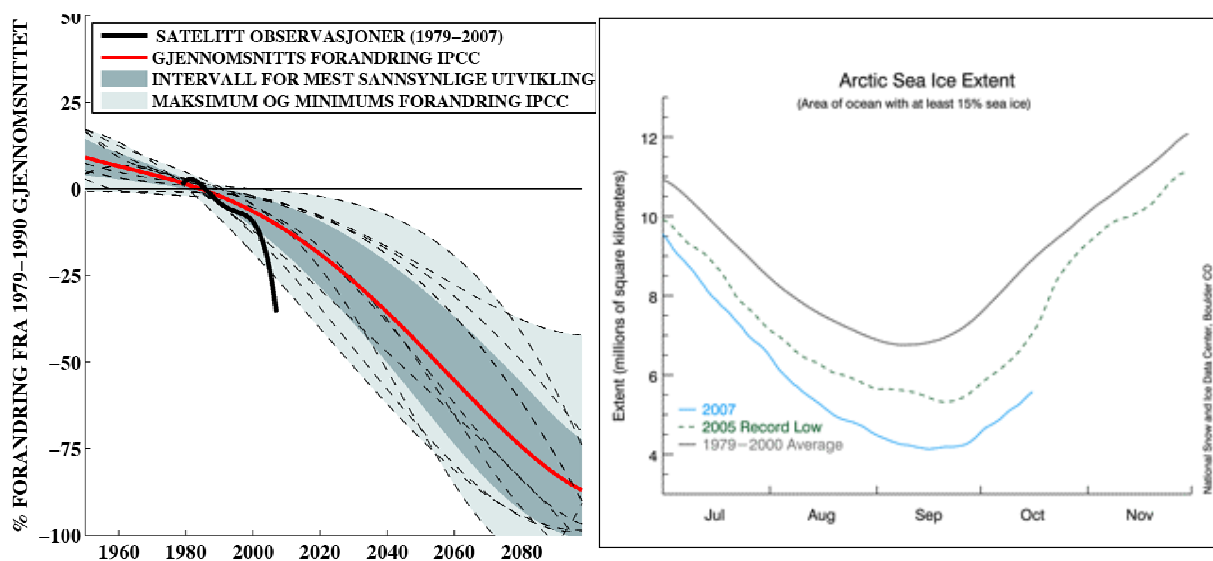 % FORANDRING FRA 1979–1990 GJENNOMSNITTET
50
25
0
−25
−50
−75
−100
1960 1980 2000 2020 2040 2060 2080
SATELITT OBSERVASJONER (1979–2007)
GJENNOMSNITTS FORANDRING IPCC
INTERVALL FOR MEST SANNSYNLIGE UTVIKLING
MAKSIMUM OG MINIMUMS FORANDRING IPCC
Arctic Sea Ice Extent
(Area of ocean with at least 15% sea ice)
Extent (millions of square kilometers)
12
10
8
6
4
2007
2005 Record Low
1979−2000 Average
Jul Aug Sep Oct Nov
National Snow and Ice Data Center, Boulder CO